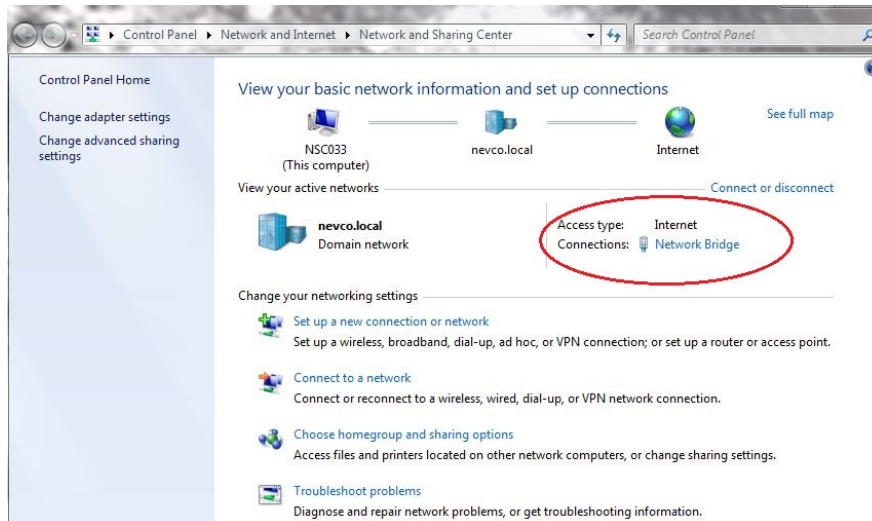 Control Panel ▸ Network and Internet ▸ Network and Sharing Center
Search Control Panel
Control Panel Home
Change adapter settings
Change advanced sharing
settings
View your basic network information and set up connections
See full map
NSC033
(This computer)
nevco.local
Internet
View your active networks
Connect or disconnect
nevco.local
Domain network
Access type: Internet
Connections: Network Bridge
Change your networking settings
Set up a new connection or network
Set up a wireless, broadband, dial-up, ad hoc, or VPN connection; or set up a router or access point.
Connect to a network
Connect or reconnect to a wireless, wired, dial-up, or VPN network connection.
Choose homegroup and sharing options
Access files and printers located on other network computers, or change sharing settings.
Troubleshoot problems
Diagnose and repair network problems, or get troubleshooting information.